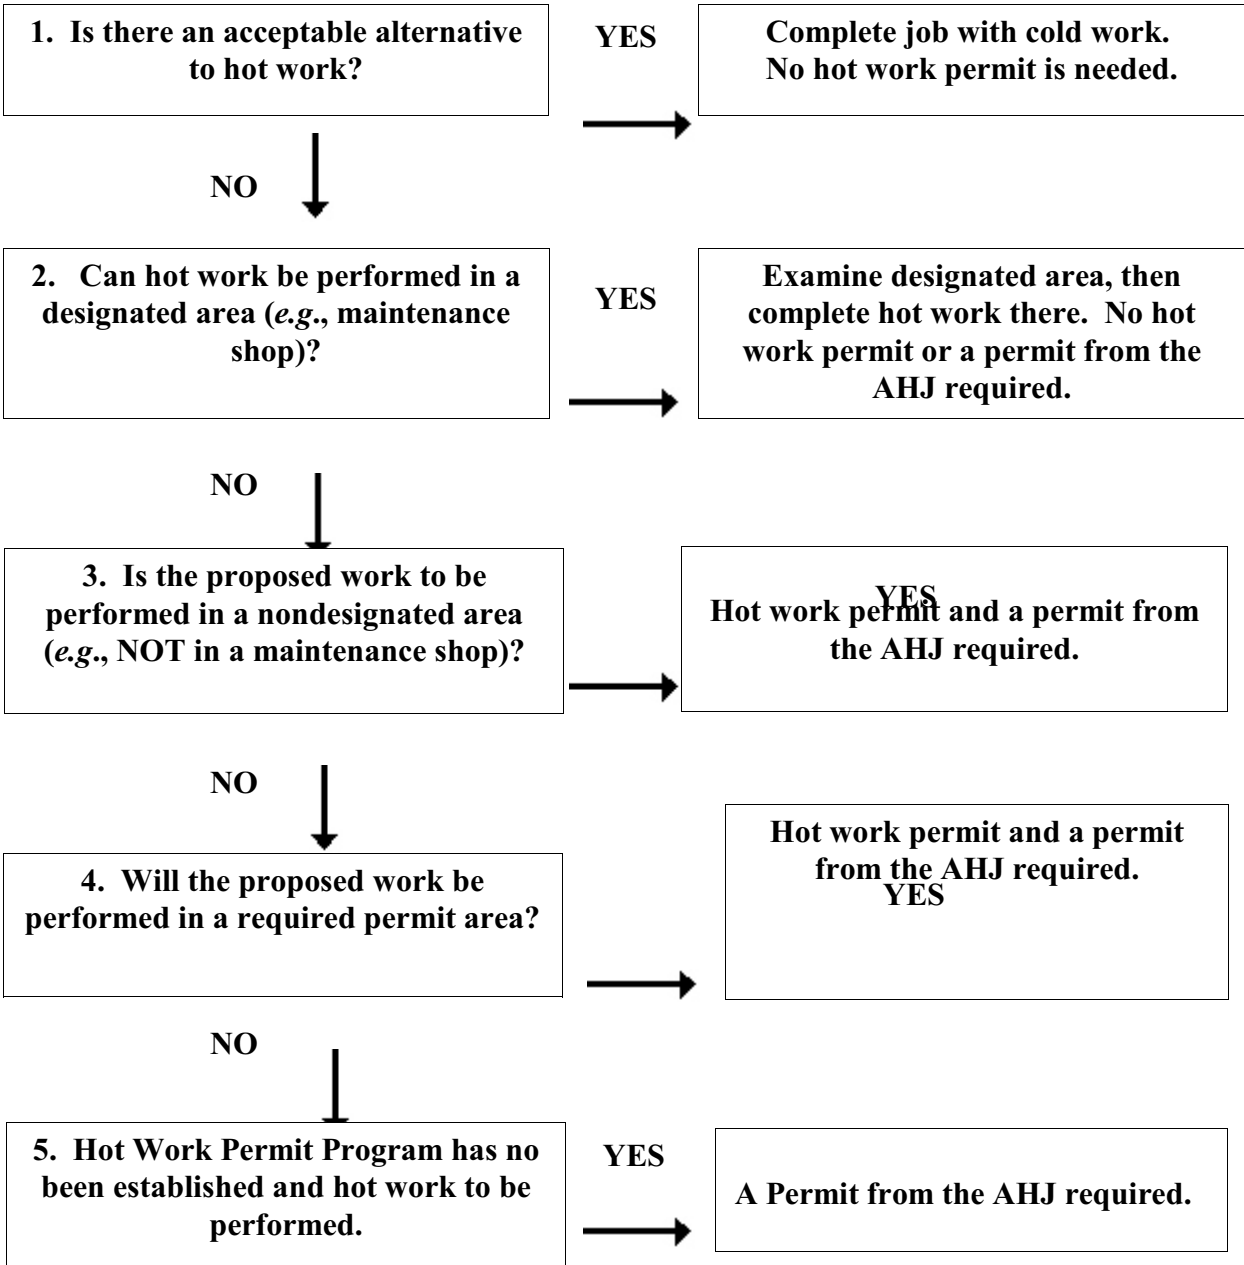 1. Is there an acceptable alternative
to hot work?
YES
Complete job with cold work.
No hot work permit is needed.
NO
2. Can hot work be performed in a
designated area (e.g., maintenance
shop)?
YES
Examine designated area, then
complete hot work there. No hot
work permit or a permit from the
AHJ required.
NO
3. Is the proposed work to be
performed in a nondesignated area
(e.g., NOT in a maintenance shop)?
YES
Hot work permit and a permit from
the AHJ required.
NO
4. Will the proposed work be
performed in a required permit area?
Hot work permit and a permit
from the AHJ required.
YES
NO
5. Hot Work Permit Program has no
been established and hot work to be
performed.
YES
A Permit from the AHJ required.